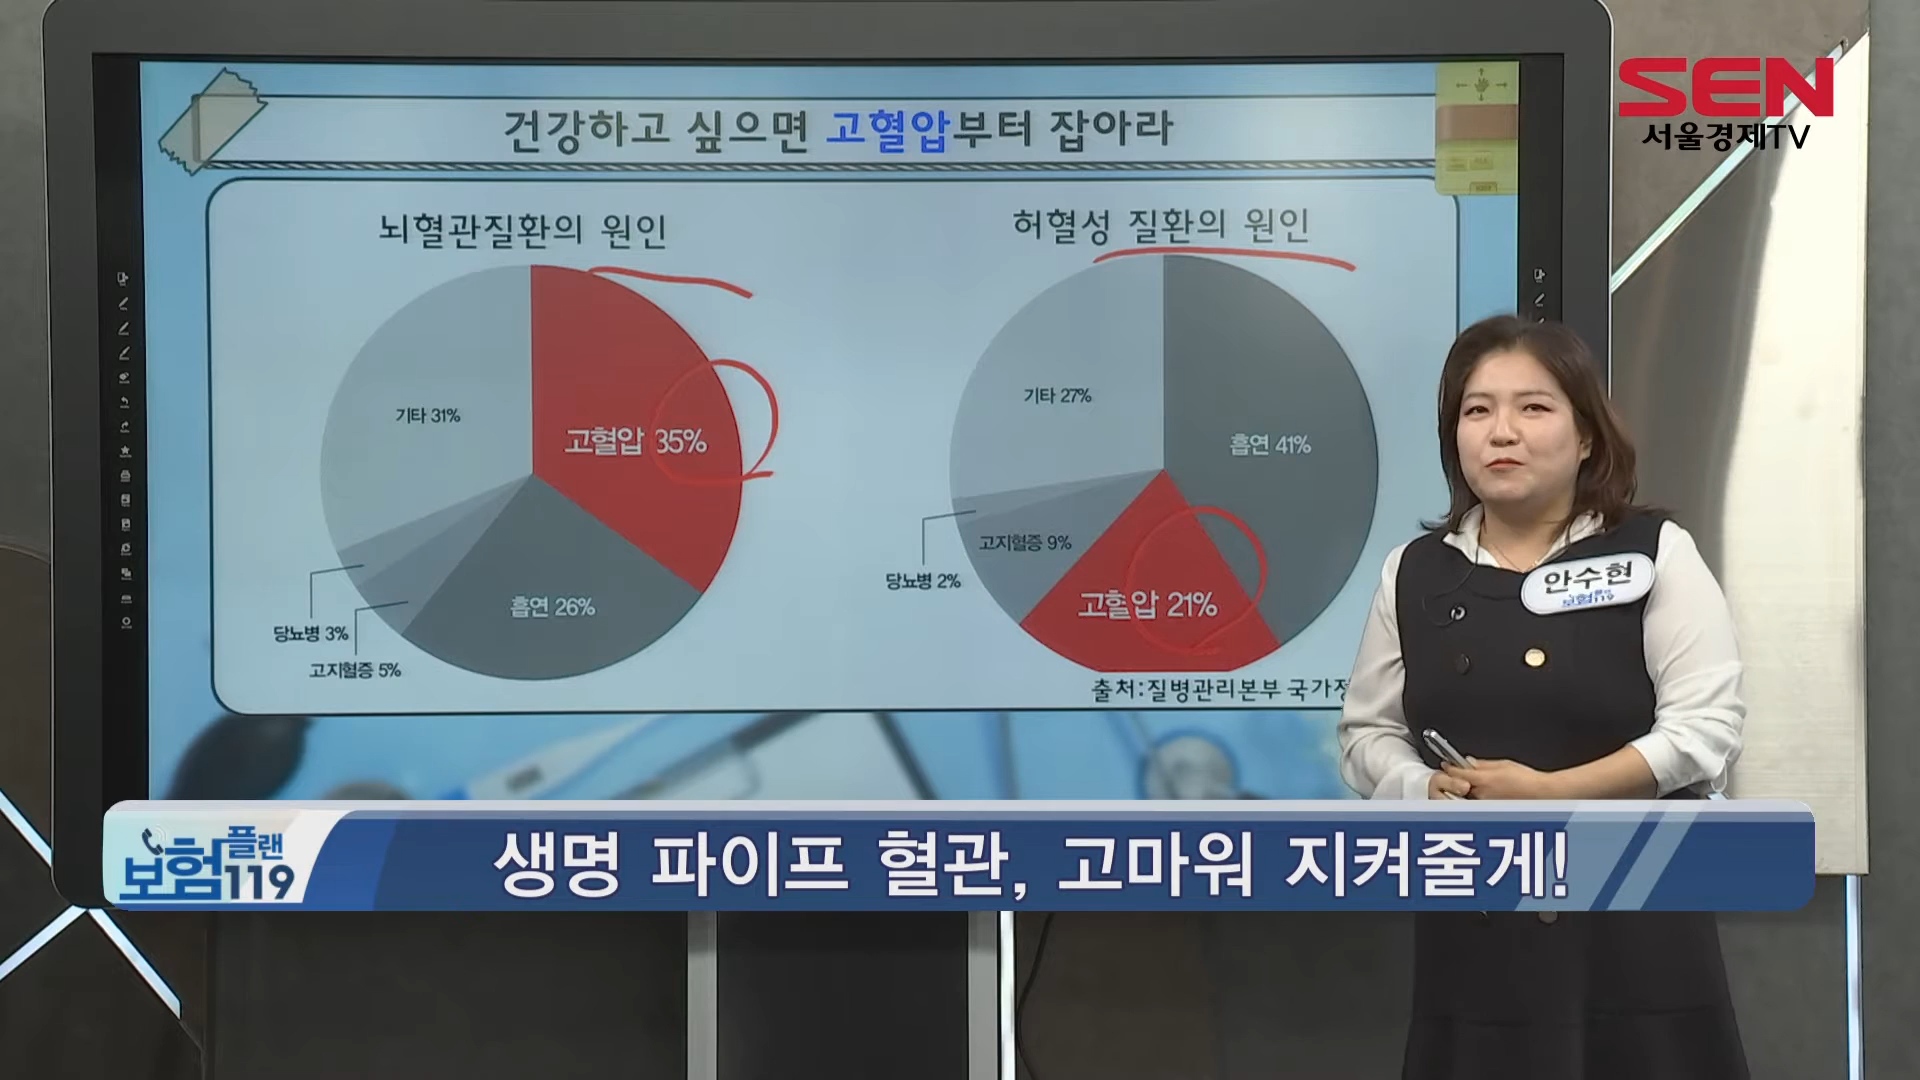 건강하고 싶으면 고혈압부터 잡아라
SEN
서울경제TV
뇌혈관질환의 원인
기타 31%
고혈압 35%
흡연 26%
당뇨병 3%
고지혈증 5%
허혈성 질환의 원인
기타 27%
흡연 41%
고지혈증 9%
당뇨병 2%
고혈압 21%
출처:질병관리본부
안수현
보험119
보험플랜119
생명 파이프 혈관, 고마워 지켜줄게!